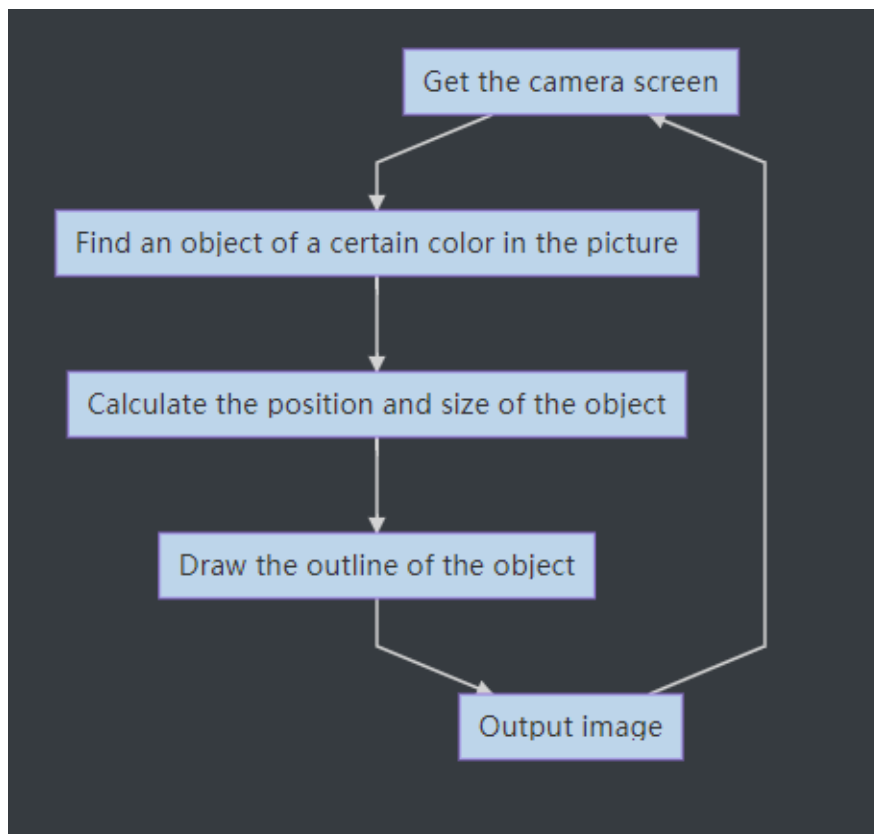 Get the camera screen
Find an object of a certain color in the picture
Calculate the position and size of the object
Draw the outline of the object
Output image